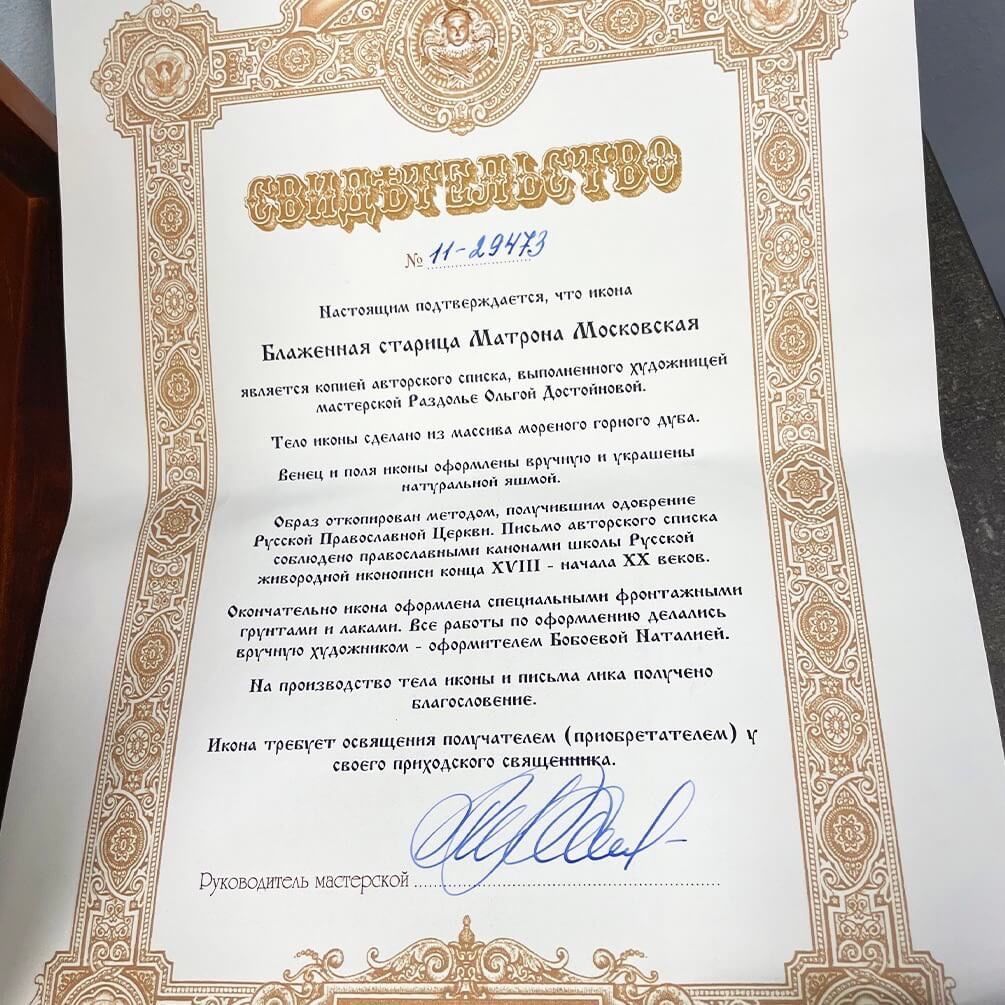 СВИДѢТЕЛЬСТВО
№ 11-29473
Настоящим подтверждается, что икона
Блаженная старица Матрона Московская
является копией авторского списка, выполненного художницей
мастерской Раздолье Ольгой Достойновой.
Тело иконы сделано из массива мореного горного дуба.
Венец и поля иконы оформлены вручную и украшены
натуральной яшмой.
Образ откопирован методом, получившим одобрение
Русской Православной Церкви. Письмо авторского списка
соблюдено православными канонами школы Русской
живородной иконописи конца XVIII - начала XX веков.
Окончательно икона оформлена специальными фронтажными
грунтами и лаками. Все работы по оформлению делались
вручную художником - оформителем Бобоевой Наталией.
На производство тела иконы и письма лика получено
благословение.
Икона требует освящения получателем (приобретателем) у
своего приходского священника.
Руководитель мастерской